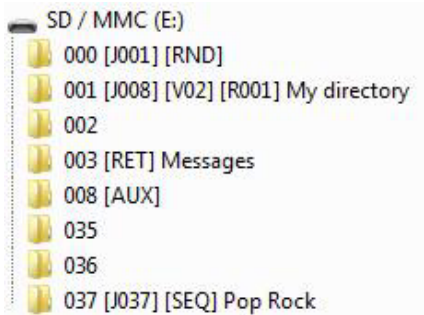 SD / MMC (E:)
000 [J001] [RND]
001 [J008] [V02] [R001] My directory
002
003 [RET] Messages
008 [AUX]
035
036
037 [J037] [SEQ] Pop Rock